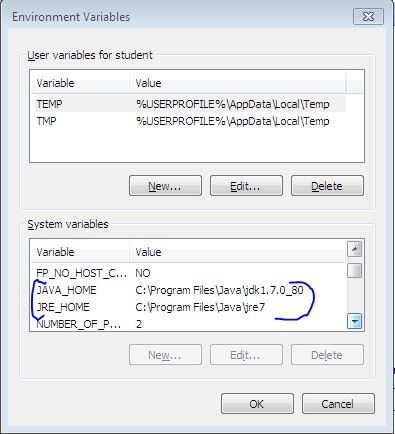 Environment Variables
User variables for student
Variable Value
TEMP %USERPROFILE%\AppData\Local\Temp
TMP %USERPROFILE%\AppData\Local\Temp
New... Edit... Delete
System variables
Variable Value
FP_NO_HOST_C... NO
JAVA_HOME C:\Program Files\Java\jdk1.7.0_80
JRE_HOME C:\Program Files\Java\jre7
NUMBER_OF_P... 2
New... Edit... Delete
OK Cancel